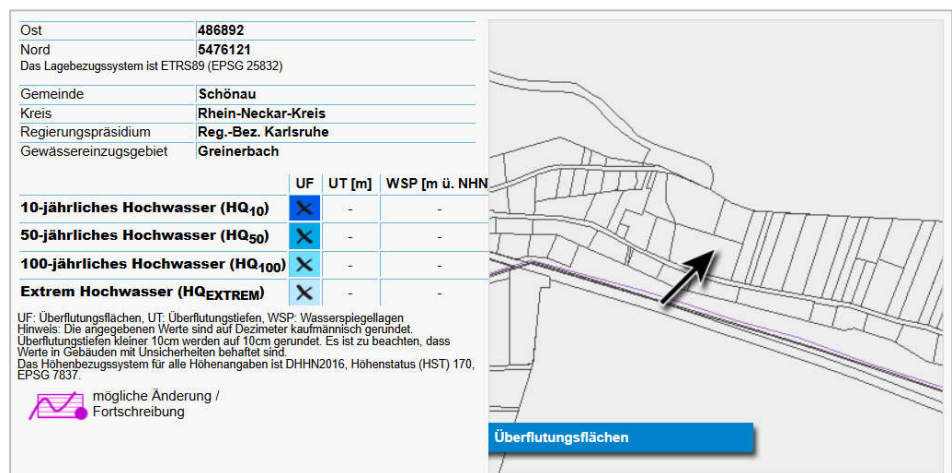 Ost 486892
Nord 5476121
Das Lagebezugssystem ist ETRS89 (EPSG 25832)
Gemeinde Schönau
Kreis Rhein-Neckar-Kreis
Regierungspräsidium Reg.-Bez. Karlsruhe
Gewässereinzugsgebiet Greinerbach
UF UT [m] WSP [m ü. NHN
10-jährliches Hochwasser (HQ10) - -
50-jährliches Hochwasser (HQ50) - -
100-jährliches Hochwasser (HQ100) - -
Extrem Hochwasser (HQEXTREM) - -
UF: Überflutungsflächen, UT: Überflutungstiefen, WSP: Wasserspiegellagen
Hinweis: Die angegebenen Werte sind auf Dezimeter kaufmännisch gerundet.
Überflutungstiefen kleiner 10cm werden auf 10cm gerundet. Es ist zu beachten, dass
Werte in Gebäuden mit Unsicherheiten behaftet sind.
Das Höhenbezugssystem für alle Höhenangaben ist DHHN2016, Höhenstatus (HST) 170,
EPSG 7837.
mögliche Änderung /
Fortschreibung
Überflutungsflächen